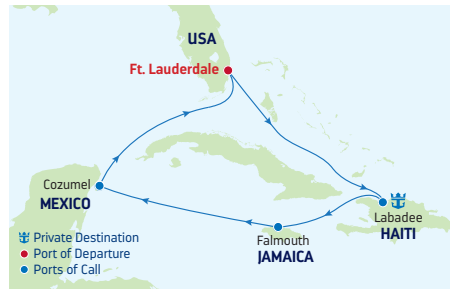 USA
Ft. Lauderdale
Cozumel
MEXICO
Labadee
HAITI
Falmouth
JAMAICA
Private Destination
Port of Departure
Ports of Call